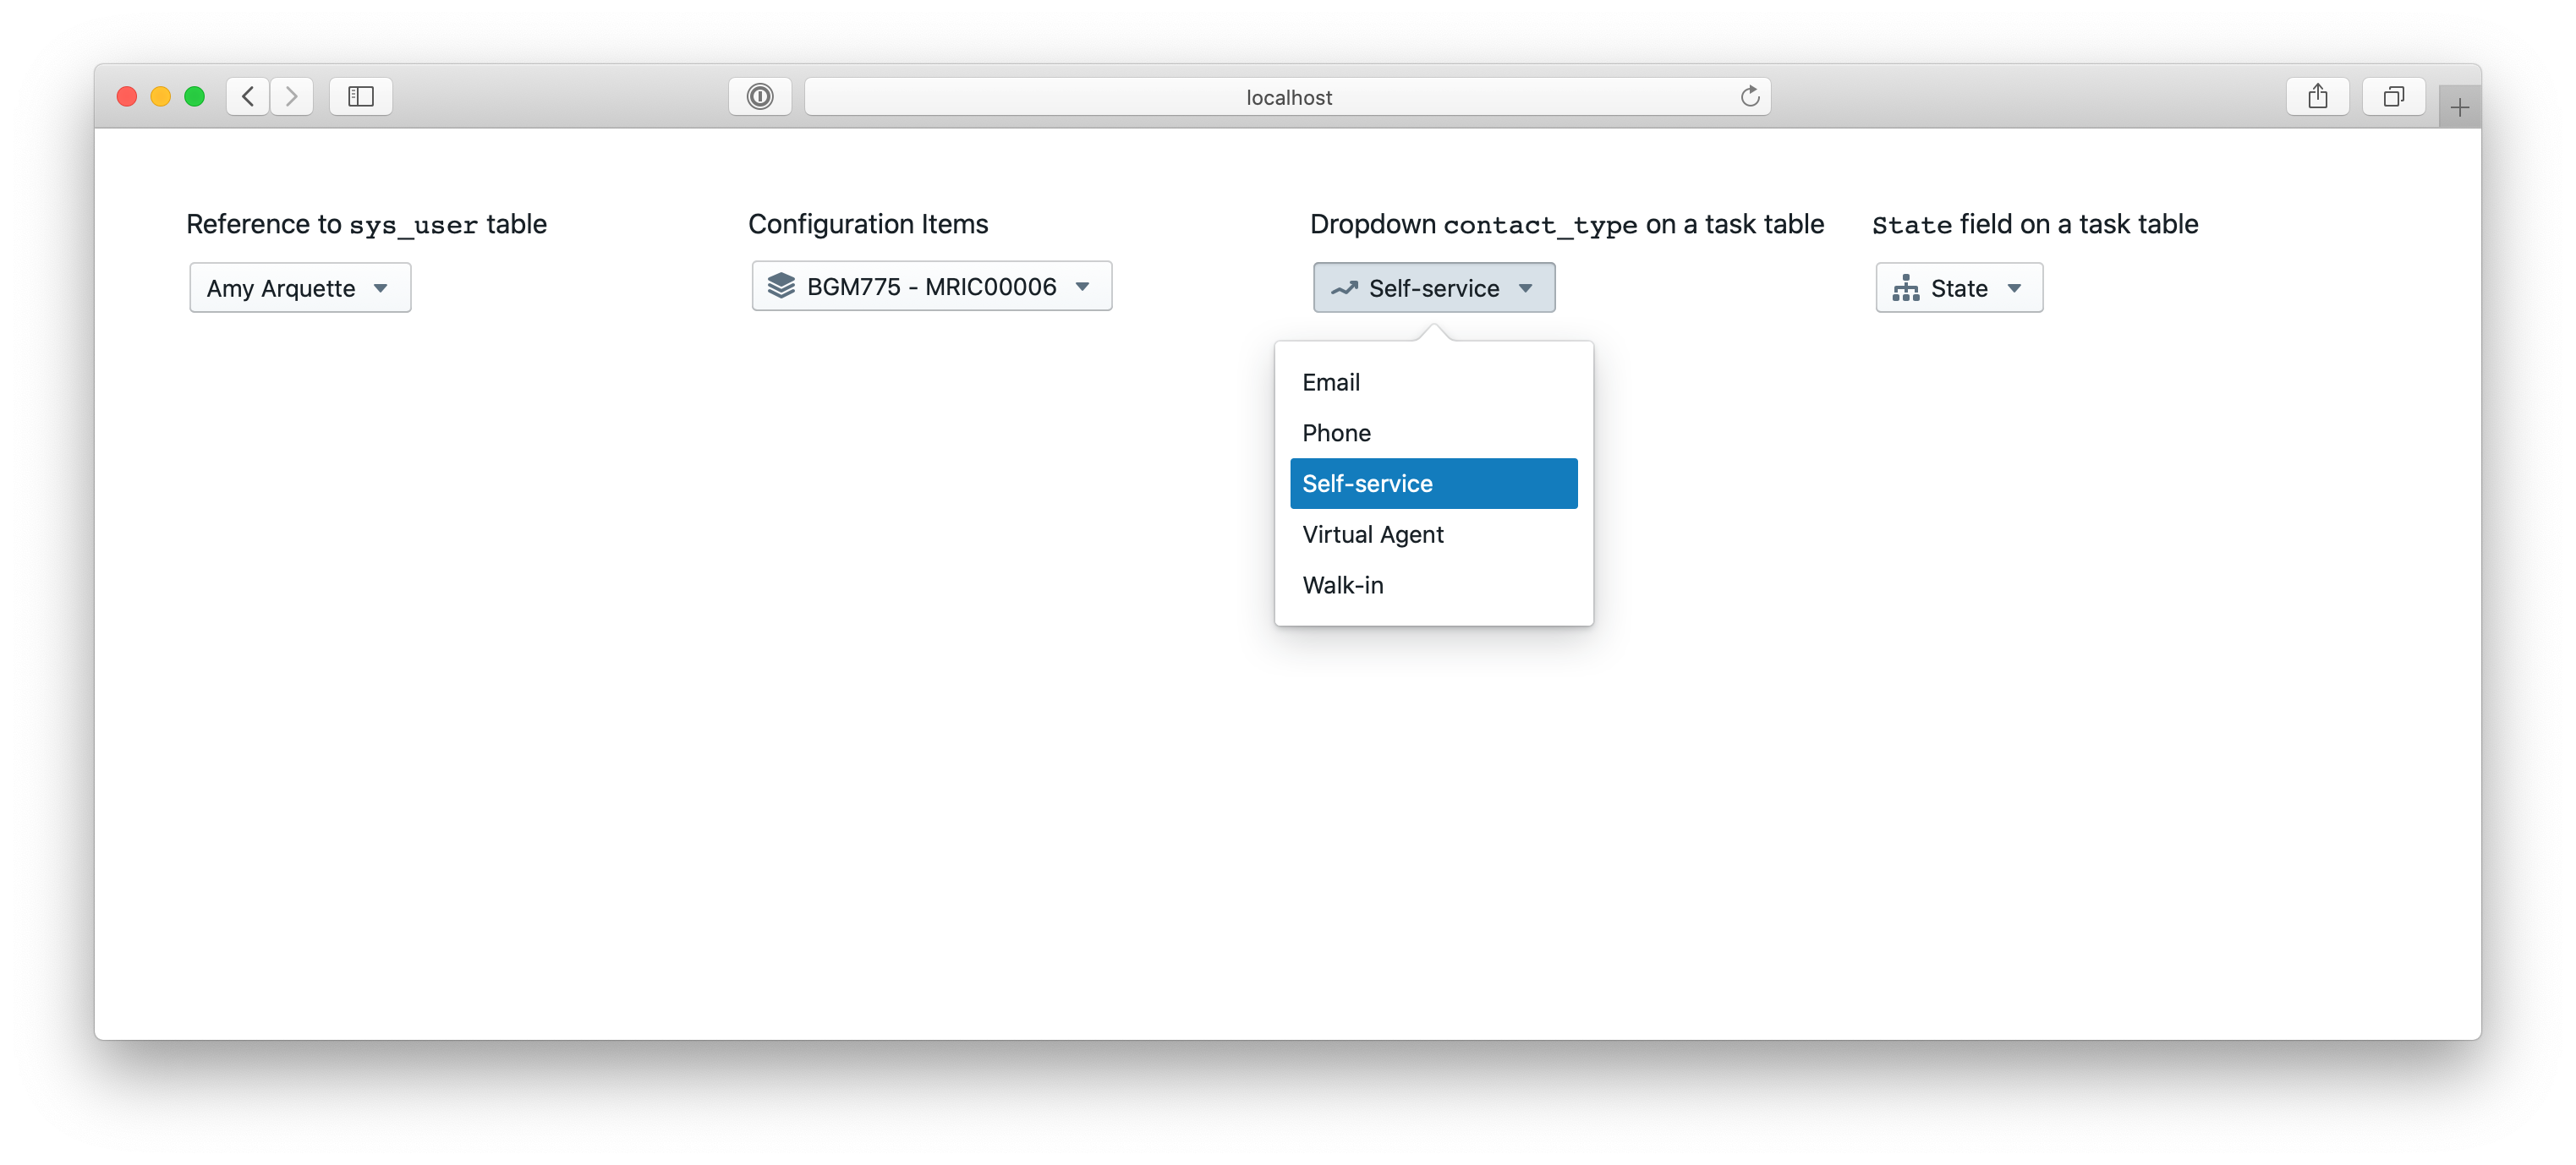 localhost
Reference to sys_user table
Configuration Items
Dropdown contact_type on a task table
State field on a task table
Amy Arquette
BGM775 - MRIC00006
Self-service
State
Email
Phone
Self-service
Virtual Agent
Walk-in